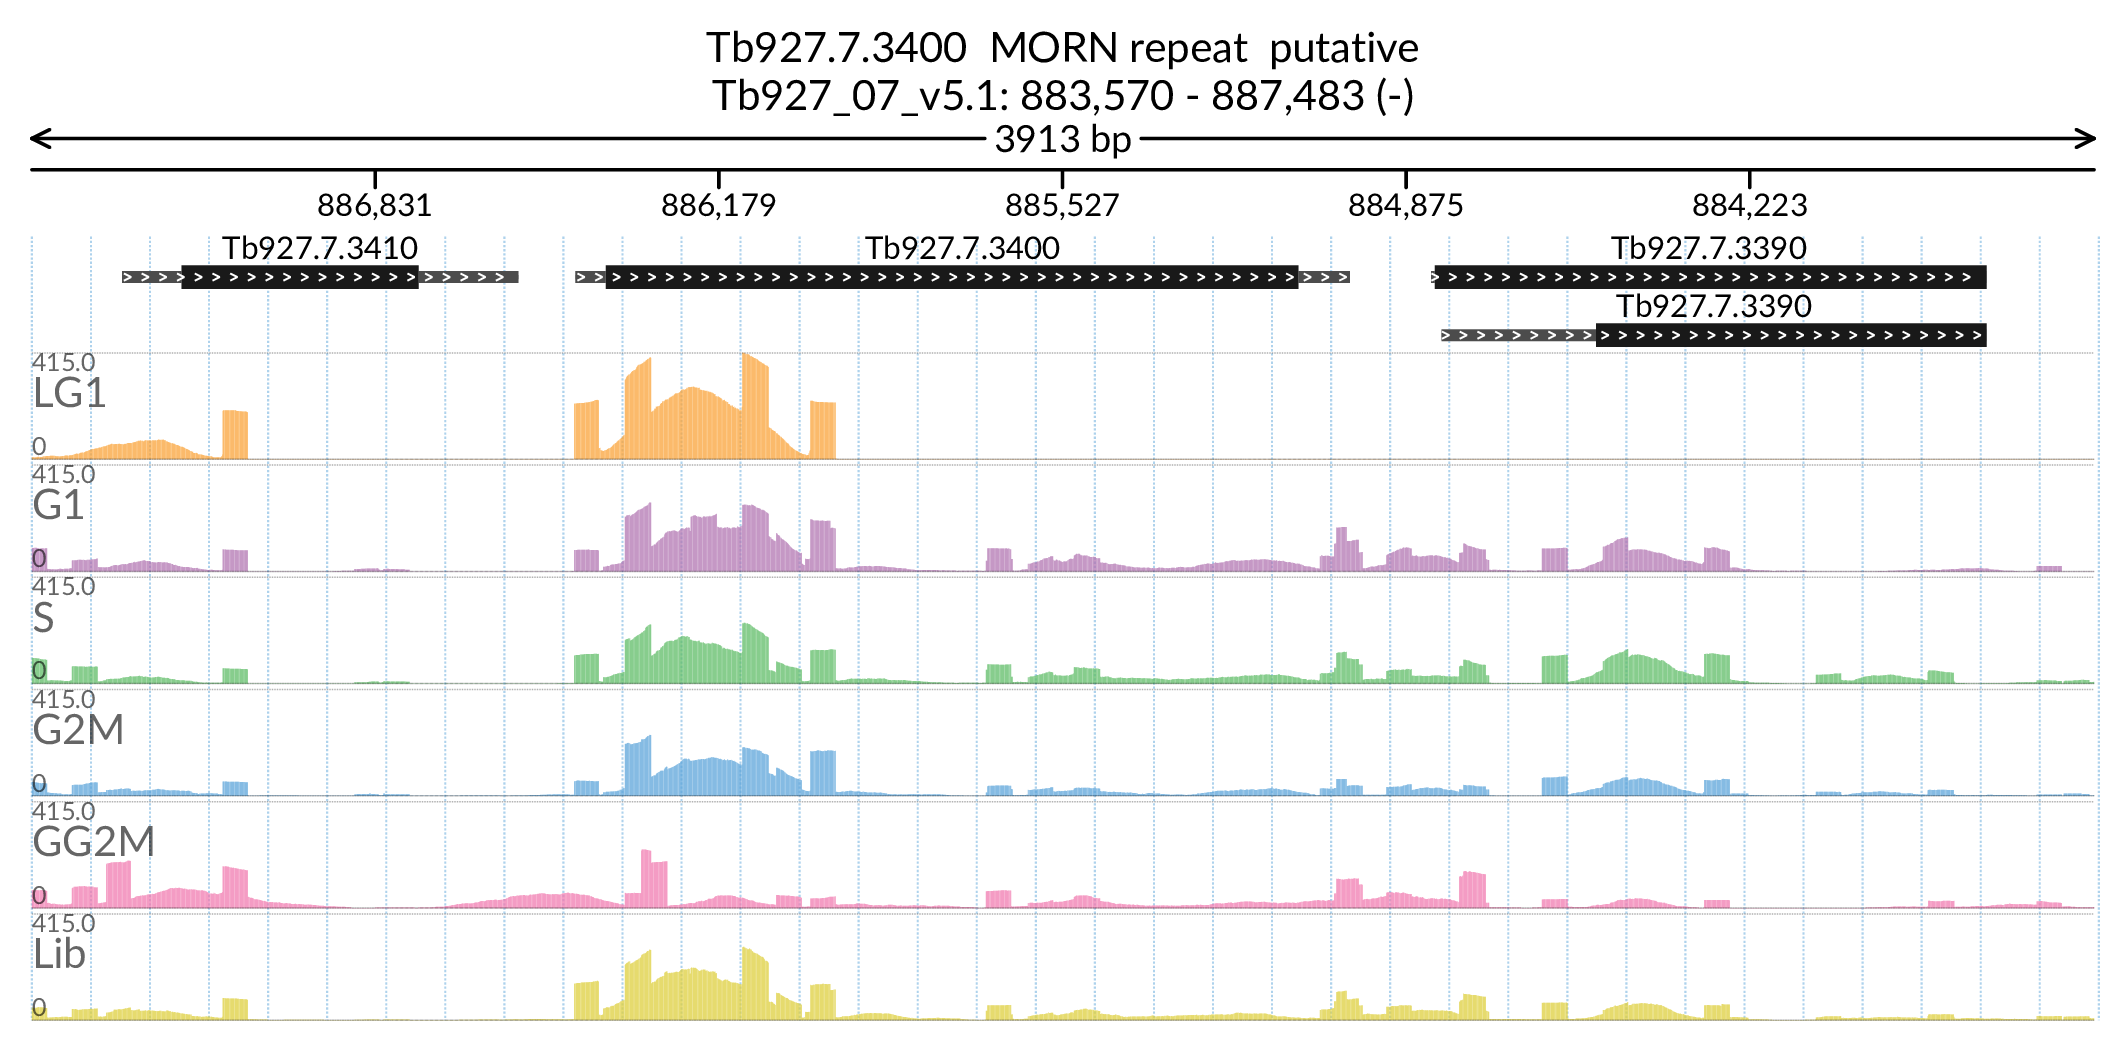 Tb927.7.3400 MORN repeat putative
Tb927_07_v5.1: 883,570 - 887,483 (-)
3913 bp
886,831 886,179 885,527 884,875 884,223
Tb927.7.3410 Tb927.7.3400 Tb927.7.3390
Tb927.7.3390
415.0
LG1
0
415.0
G1
0
415.0
S
0
415.0
G2M
0
415.0
GG2M
0
415.0
Lib
0